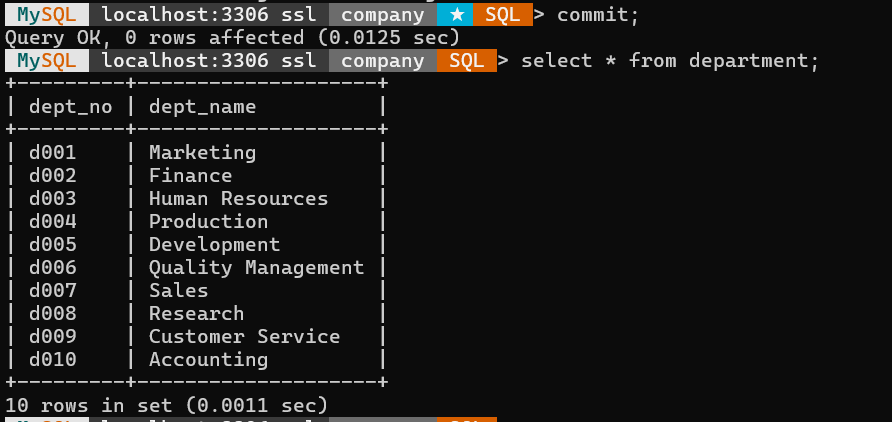 MySQL localhost:3306 ssl company ★ SQL > commit;
Query OK, 0 rows affected (0.0125 sec)
MySQL localhost:3306 ssl company SQL > select * from department;
+---------+--------------------+
| dept_no | dept_name          |
+---------+--------------------+
| d001    | Marketing          |
| d002    | Finance            |
| d003    | Human Resources    |
| d004    | Production         |
| d005    | Development        |
| d006    | Quality Management |
| d007    | Sales              |
| d008    | Research           |
| d009    | Customer Service   |
| d010    | Accounting         |
+---------+--------------------+
10 rows in set (0.0011 sec)